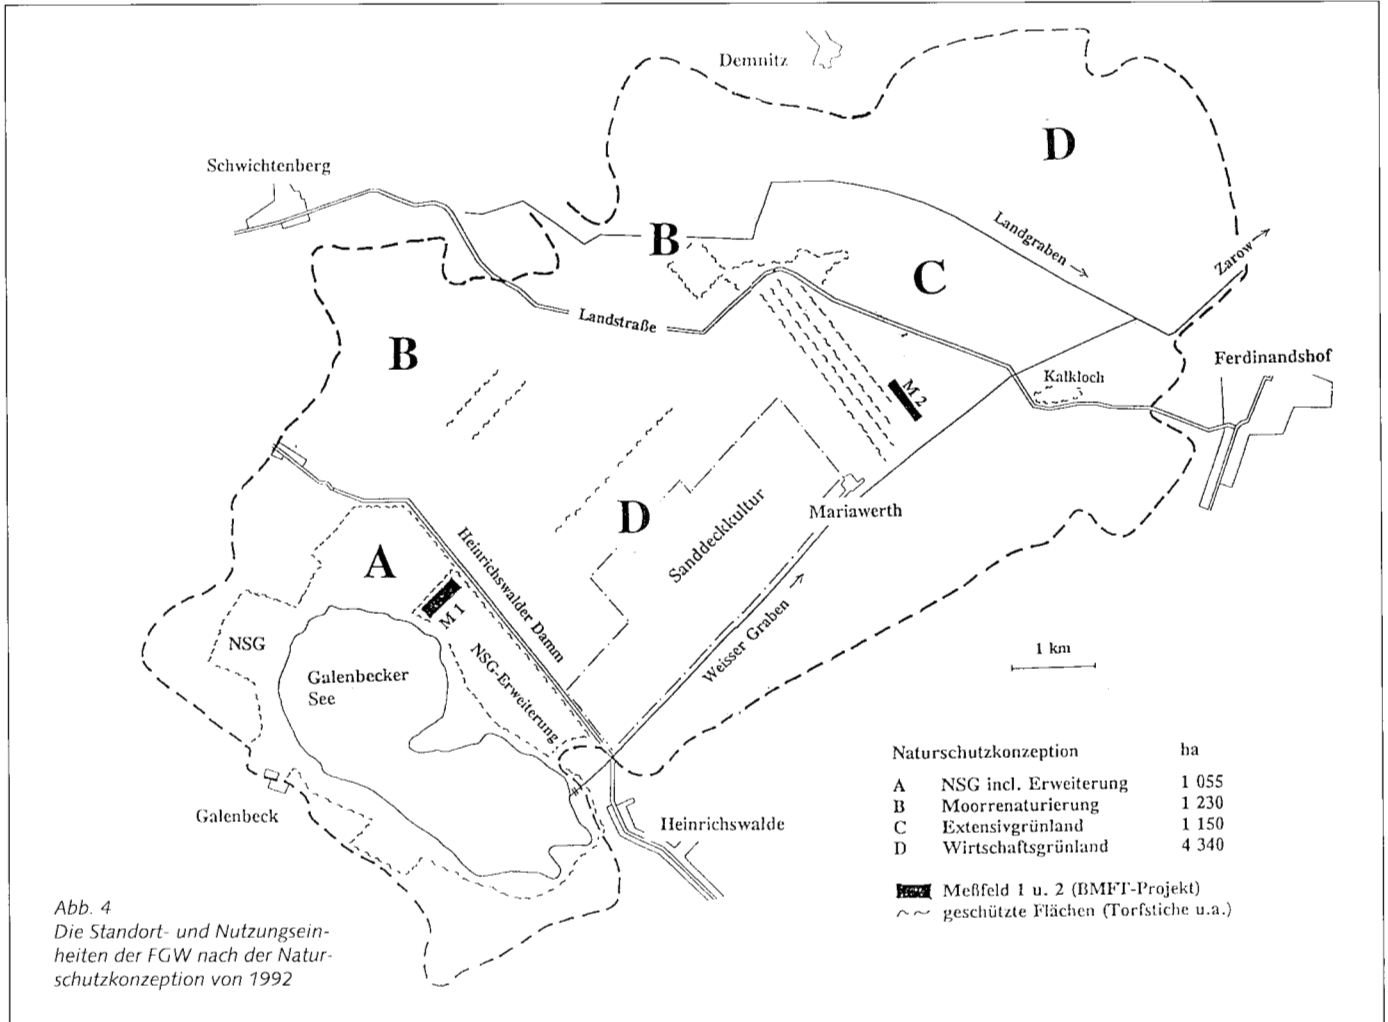 Demnitz
D
Schwichtenberg
B
Landgraben
Zarow
C
Landstraße
B
Ferdinandshof
Kalkloch
M 2
D
Sanddeckkultur
Mariawerth
Heinrichswalder Damm
A
M 1
NSG
NSG-Erweiterung
Weisser Graben
1 km
Galenbecker
See
Galenbeck
Heinrichswalde
Naturschutzkonzeption ha
A NSG incl. Erweiterung 1 055
B Moorrenaturierung 1 230
C Extensivgrünland 1 150
D Wirtschaftsgrünland 4 340
Meßfeld 1 u. 2 (BMFT-Projekt)
geschützte Flächen (Torfstiche u.a.)
Abb. 4
Die Standort- und Nutzungsein-
heiten der FGW nach der Natur-
schutzkonzeption von 1992